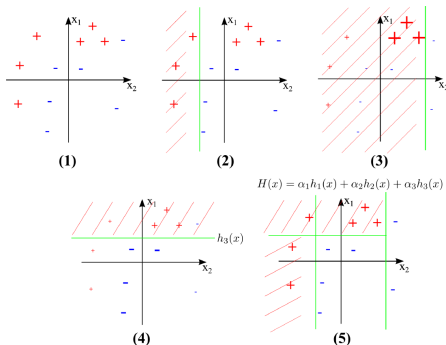 x₁
x₂
(1)
x₁
x₂
(2)
x₁
x₂
(3)
H(x) = α₁h₁(x) + α₂h₂(x) + α₃h₃(x)
x₁
h₃(x)
x₂
(4)
x₁
x₂
(5)